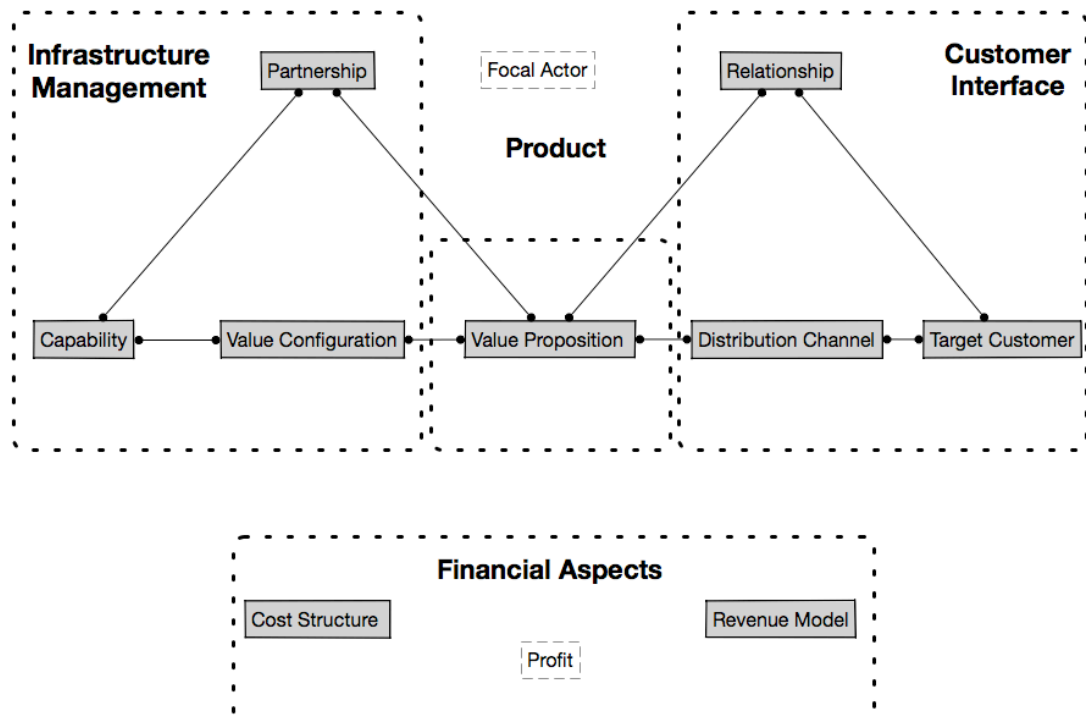 Infrastructure
Management
Partnership
Focal Actor
Relationship
Customer
Interface
Product
Capability
Value Configuration
Value Proposition
Distribution Channel
Target Customer
Financial Aspects
Cost Structure
Revenue Model
Profit